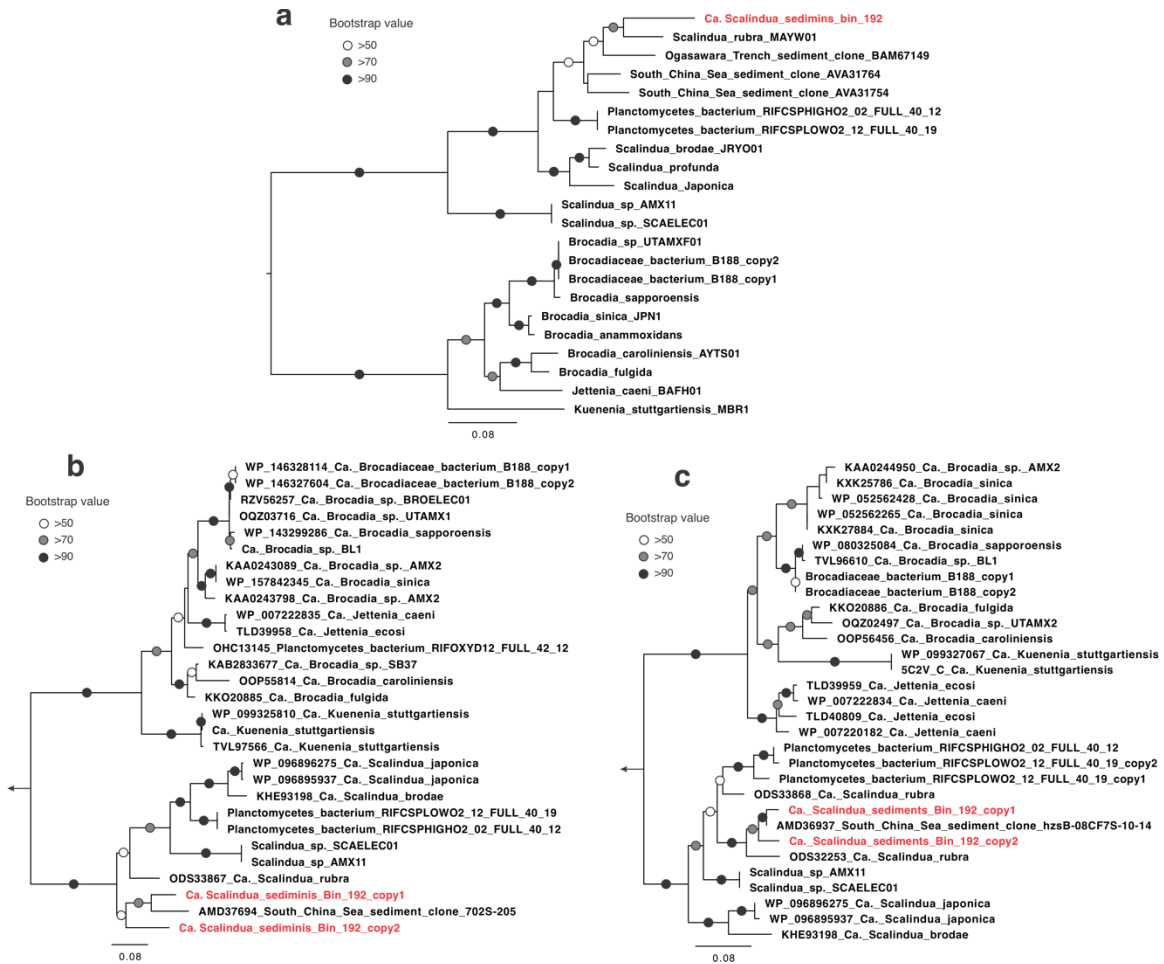 a
Bootstrap value
>50
>70
>90
Ca. Scalindua_sedimins_bin_192
Scalindua_rubra_MAYW01
Ogasawara_Trench_sediment_clone_BAM67149
South_China_Sea_sediment_clone_AVA31764
South_China_Sea_sediment_clone_AVA31754
Planctomycetes_bacterium_RIFCSPHIGHO2_02_FULL_40_12
Planctomycetes_bacterium_RIFCSPLOWO2_12_FULL_40_19
Scalindua_brodae_JRYO01
Scalindua_profunda
Scalindua_Japonica
Scalindua_sp_AMX11
Scalindua_sp._SCAELEC01
Brocadia_sp_UTAMXF01
Brocadiaceae_bacterium_B188_copy2
Brocadiaceae_bacterium_B188_copy1
Brocadia_sapporoensis
Brocadia_sinica_JPN1
Brocadia_anammoxidans
Brocadia_caroliniensis_AYTS01
Brocadia_fulgida
Jettenia_caeni_BAFH01
Kuenenia_stuttgartiensis_MBR1
0.08
b
Bootstrap value
>50
>70
>90
WP_146328114_Ca._Brocadiaceae_bacterium_B188_copy1
WP_146327604_Ca._Brocadiaceae_bacterium_B188_copy2
RZV56257_Ca._Brocadia_sp._BROELEC01
OQZ03716_Ca._Brocadia_sp._UTAMX1
WP_143299286_Ca._Brocadia_sapporoensis
Ca._Brocadia_sp._BL1
KAA0243089_Ca._Brocadia_sp._AMX2
WP_157842345_Ca._Brocadia_sinica
KAA0243798_Ca._Brocadia_sp._AMX2
WP_007222835_Ca._Jettenia_caeni
TLD39958_Ca._Jettenia_ecosi
OHC13145_Planctomycetes_bacterium_RIFOXYD12_FULL_42_12
KAB2833677_Ca._Brocadia_sp._SB37
OOP55814_Ca._Brocadia_caroliniensis
KKO20885_Ca._Brocadia_fulgida
WP_099325810_Ca._Kuenenia_stuttgartiensis
Ca._Kuenenia_stuttgartiensis
TVL97566_Ca._Kuenenia_stuttgartiensis
WP_096896275_Ca._Scalindua_japonica
WP_096895937_Ca._Scalindua_japonica
KHE93198_Ca._Scalindua_brodae
Planctomycetes_bacterium_RIFCSPLOWO2_12_FULL_40_19
Planctomycetes_bacterium_RIFCSPHIGHO2_02_FULL_40_12
Scalindua_sp._SCAELEC01
Scalindua_sp_AMX11
ODS33867_Ca._Scalindua_rubra
Ca. Scalindua_sediminis_Bin_192_copy1
AMD37694_South_China_Sea_sediment_clone_702S-205
Ca. Scalindua_sediminis_Bin_192_copy2
0.08
c
Bootstrap value
>50
>70
>90
KAA0244950_Ca._Brocadia_sp._AMX2
KXK25786_Ca._Brocadia_sinica
WP_052562428_Ca._Brocadia_sinica
WP_052562265_Ca._Brocadia_sinica
KXK27884_Ca._Brocadia_sinica
WP_080325084_Ca._Brocadia_sapporoensis
TVL96610_Ca._Brocadia_sp._BL1
Brocadiaceae_bacterium_B188_copy1
Brocadiaceae_bacterium_B188_copy2
KKO20886_Ca._Brocadia_fulgida
OQZ02497_Ca._Brocadia_sp._UTAMX2
OOP56456_Ca._Brocadia_caroliniensis
WP_099327067_Ca._Kuenenia_stuttgartiensis
5C2V_C_Ca._Kuenenia_stuttgartiensis
TLD39959_Ca._Jettenia_ecosi
WP_007222834_Ca._Jettenia_caeni
TLD40809_Ca._Jettenia_ecosi
WP_007220182_Ca._Jettenia_caeni
Planctomycetes_bacterium_RIFCSPHIGHO2_02_FULL_40_12
Planctomycetes_bacterium_RIFCSPLOWO2_12_FULL_40_19_copy2
Planctomycetes_bacterium_RIFCSPLOWO2_12_FULL_40_19_copy1
ODS33868_Ca._Scalindua_rubra
Ca._Scalindua_sediments_Bin_192_copy1
AMD36937_South_China_Sea_sediment_clone_hzsB-08CF7S-10-14
Ca._Scalindua_sediments_Bin_192_copy2
ODS32253_Ca._Scalindua_rubra
Scalindua_sp_AMX11
Scalindua_sp._SCAELEC01
WP_096896275_Ca._Scalindua_japonica
WP_096895937_Ca._Scalindua_japonica
KHE93198_Ca._Scalindua_brodae
0.08